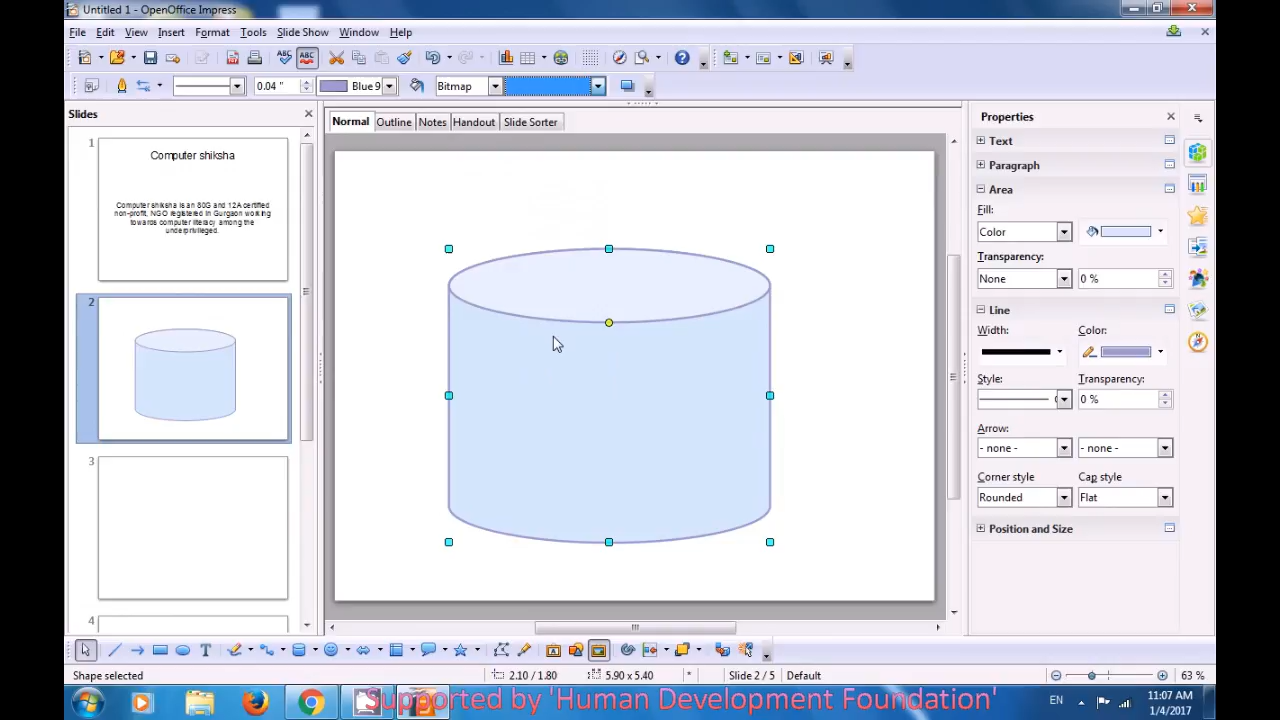 Untitled 1 - OpenOffice Impress
File Edit View Insert Format Tools Slide Show Window Help
0.04 " Blue 9 Bitmap
Slides
Normal Outline Notes Handout Slide Sorter
1
Computer shiksha
Computer shiksha is an 80G and 12A certified
non-profit, NGO registered in Gurgaon working
towards computer literacy among the
underprivileged.
2
3
4
Properties
Text
Paragraph
Area
Fill:
Color
Transparency:
None 0 %
Line
Width: Color:
Style: Transparency:
0 %
Arrow:
- none - - none -
Corner style Cap style
Rounded Flat
Position and Size
Shape selected 2.10 / 1.80 5.90 x 5.40 * Slide 2 / 5 Default 63 %
EN 11:07 AM
1/4/2017
Supported by 'Human Development Foundation'